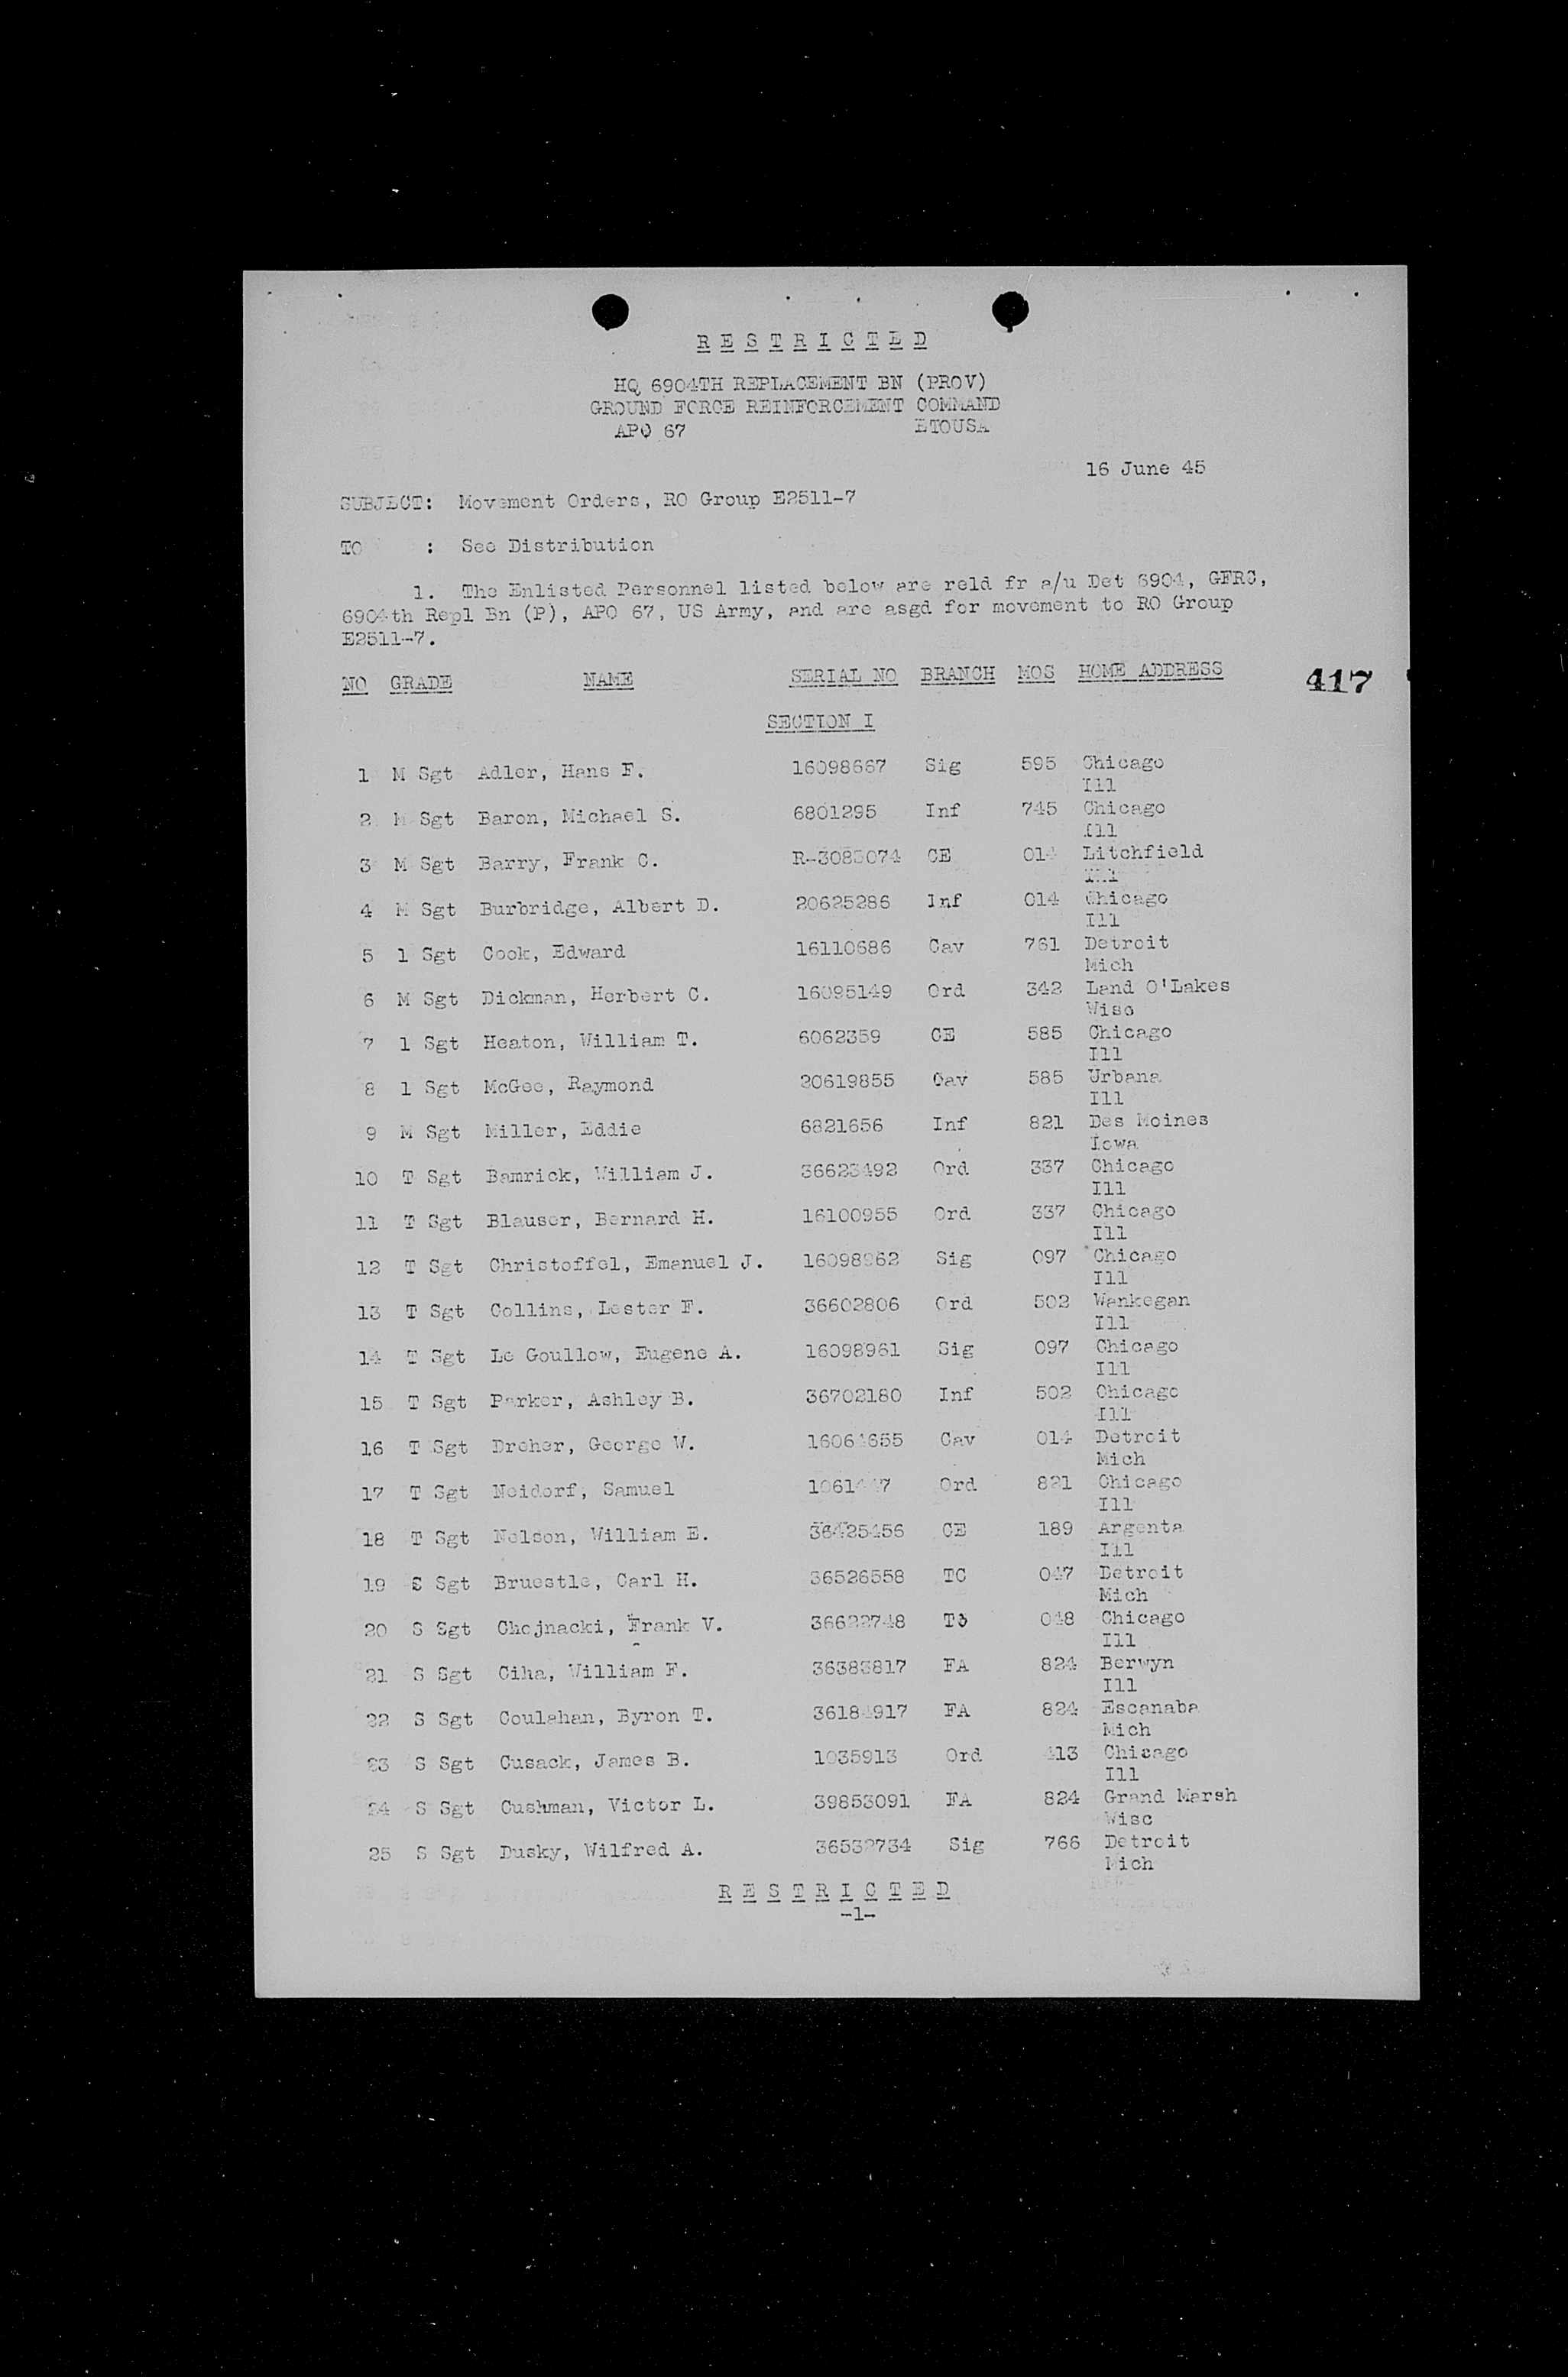 R E S T R I C T E D
HQ 6904TH REPLACEMENT BN (PROV)
GROUND FORCE REINFORCEMENT COMMAND
APO 67 ETOUSA
16 June 45
SUBJECT: Movement Orders, RO Group E2511-7
TO : See Distribution
1. The Enlisted Personnel listed below are reld fr a/u Det 6904, GFRC,
6904th Repl Bn (P), APO 67, US Army, and are asgd for movement to RO Group
E2511-7.
NO GRADE NAME SERIAL NO BRANCH MOS HOME ADDRESS
417
SECTION I
1 M Sgt Adler, Hans F. 16098667 Sig 595 Chicago
Ill
2 M Sgt Baron, Michael S. 6801295 Inf 745 Chicago
Ill
3 M Sgt Barry, Frank C. R-3083074 CE 014 Litchfield
Ill
4 M Sgt Burbridge, Albert D. 20625286 Inf 014 Chicago
Ill
5 1 Sgt Cook, Edward 16110686 Cav 761 Detroit
Mich
6 M Sgt Dickman, Herbert C. 16095149 Ord 342 Land O'Lakes
Wisc
7 1 Sgt Heaton, William T. 6062359 CE 585 Chicago
Ill
8 1 Sgt McGee, Raymond 20619855 Cav 585 Urbana
Ill
9 M Sgt Miller, Eddie 6821656 Inf 821 Des Moines
Iowa
10 T Sgt Bamrick, William J. 36623492 Ord 337 Chicago
Ill
11 T Sgt Blauser, Bernard H. 16100955 Ord 337 Chicago
Ill
12 T Sgt Christoffel, Emanuel J. 16098962 Sig 097 Chicago
Ill
13 T Sgt Collins, Lester F. 36602806 Ord 502 Wankegan
Ill
14 T Sgt Le Goullow, Eugene A. 16098961 Sig 097 Chicago
Ill
15 T Sgt Parker, Ashley B. 36702180 Inf 502 Chicago
Ill
16 T Sgt Dreher, George W. 16064655 Cav 014 Detroit
Mich
17 T Sgt Neidorf, Samuel Ord 821 Chicago
Ill
18 T Sgt Nelson, William E. 36425456 CE 189 Argenta
Ill
19 S Sgt Bruestle, Carl H. 36526558 TC 047 Detroit
Mich
20 S Sgt Chojnacki, Frank V. 36622748 048 Chicago
Ill
21 S Sgt Ciha, William F. 36383817 FA 824 Berwyn
Ill
22 S Sgt Coulahan, Byron T. 36184917 FA 824 Escanaba
Mich
23 S Sgt Cusack, James B. 1035913 Ord 413 Chicago
Ill
24 S Sgt Cushman, Victor L. 39853091 FA 824 Grand Marsh
Wisc
25 S Sgt Dusky, Wilfred A. 36532734 Sig 766 Detroit
Mich
R E S T R I C T E D
-1-